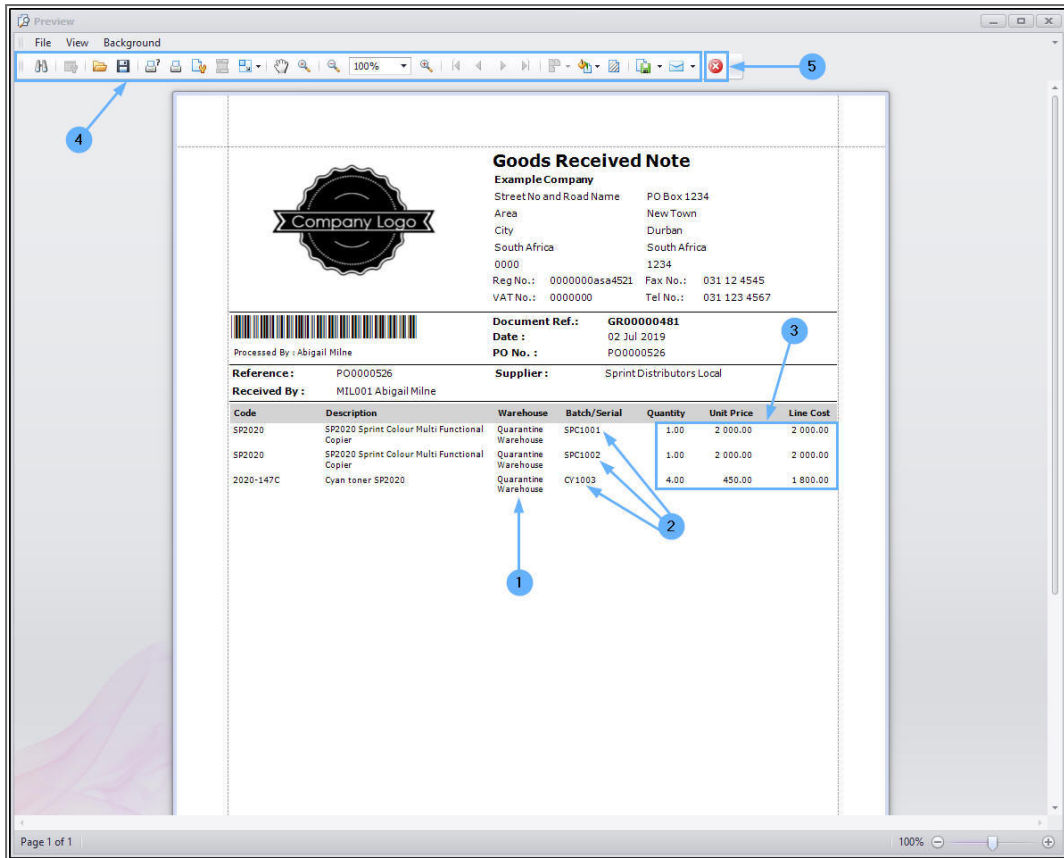 Preview
File View Background
100%
5
4
Company Logo
Goods Received Note
Example Company
Street No and Road Name PO Box 1234
Area New Town
City Durban
South Africa South Africa
0000 1234
Reg No.: 0000000asa4521 Fax No.: 031 12 4545
VAT No.: 0000000 Tel No.: 031 123 4567
Document Ref.: GR00000481
Date : 02 Jul 2019
Processed By : Abigail Milne PO No. : PO0000526
3
Reference : PO0000526 Supplier : Sprint Distributors Local
Received By : MIL001 Abigail Milne
Code Description Warehouse Batch/Serial Quantity Unit Price Line Cost
SP2020 SP2020 Sprint Colour Multi Functional Quarantine SPC1001 1.00 2 000.00 2 000.00
Copier Warehouse
SP2020 SP2020 Sprint Colour Multi Functional Quarantine SPC1002 1.00 2 000.00 2 000.00
Copier Warehouse
2020-147C Cyan toner SP2020 Quarantine CY1003 4.00 450.00 1 800.00
Warehouse
2
1
Page 1 of 1 100%